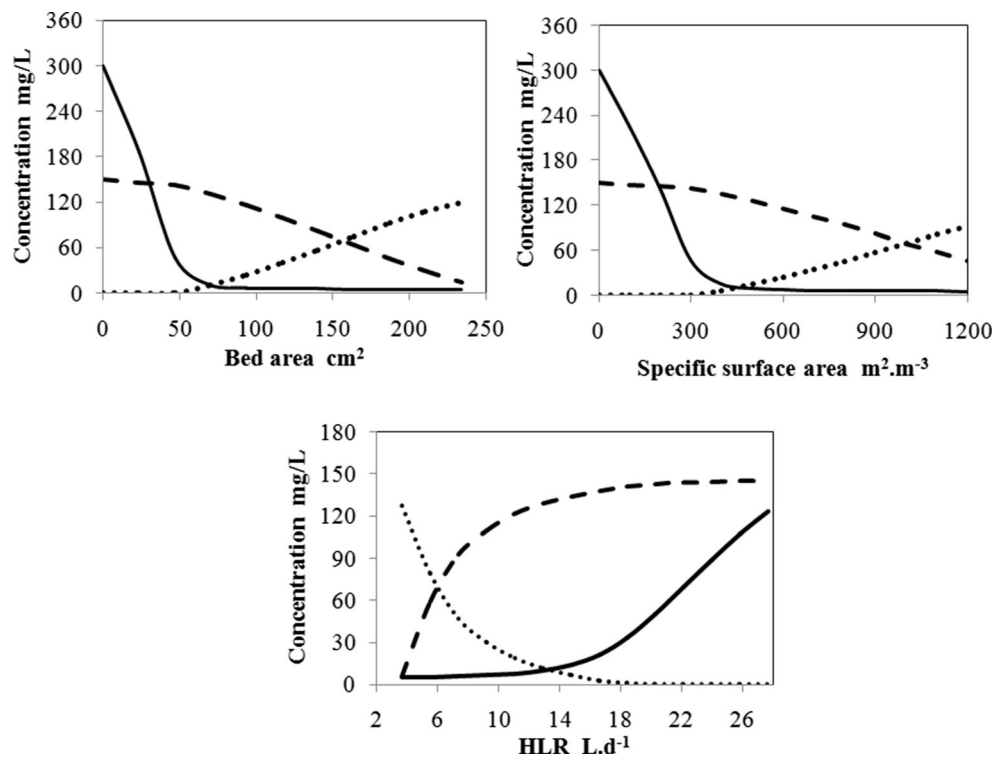 360
300
240
180
120
60
0
Concentration mg/L
0 50 100 150 200 250
Bed area cm²
360
300
240
180
120
60
0
Concentration mg/L
0 300 600 900 1200
Specific surface area m².m⁻³
180
150
120
90
60
30
0
Concentration mg/L
2 6 10 14 18 22 26
HLR L.d⁻¹